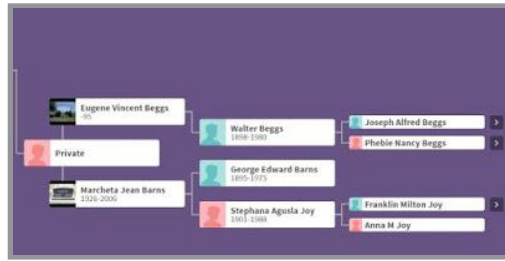 Eugene Vincent Beggs
-95
Private
Marcheta Jean Barns
1926-2006
Walter Beggs
1898-1980
George Edward Barns
1895-1975
Stephana Agusla Joy
1901-1988
Joseph Alfred Beggs
Phebie Nancy Beggs
Franklin Milton Joy
Anna M Joy